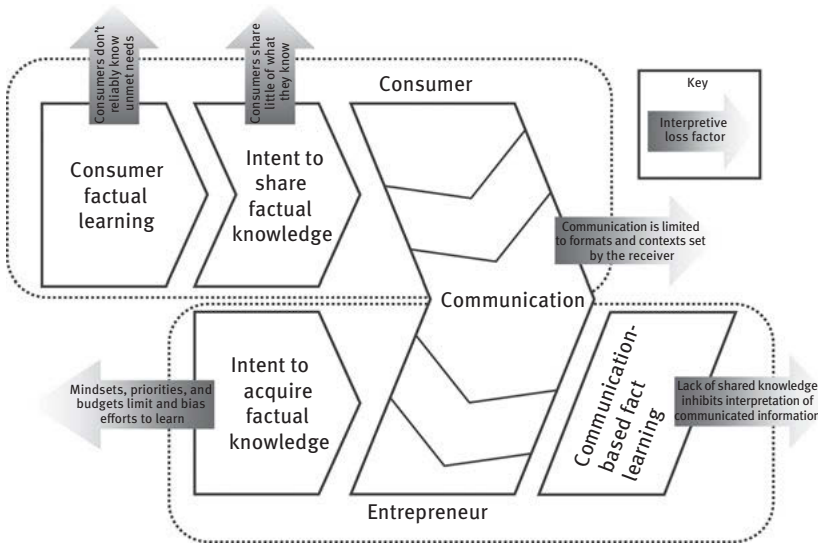 Consumers don't
reliably know
unmet needs
Consumers share
little of what
they know
Consumer
Key
Interpretive
loss factor
Consumer
factual
learning
Intent to
share
factual
knowledge
Communication is limited
to formats and contexts set
by the receiver
Communication
Mindsets, priorities, and
budgets limit and bias
efforts to learn
Intent to
acquire
factual
knowledge
Communication-
based fact
learning
Lack of shared knowledge
inhibits interpretation of
communicated information
Entrepreneur